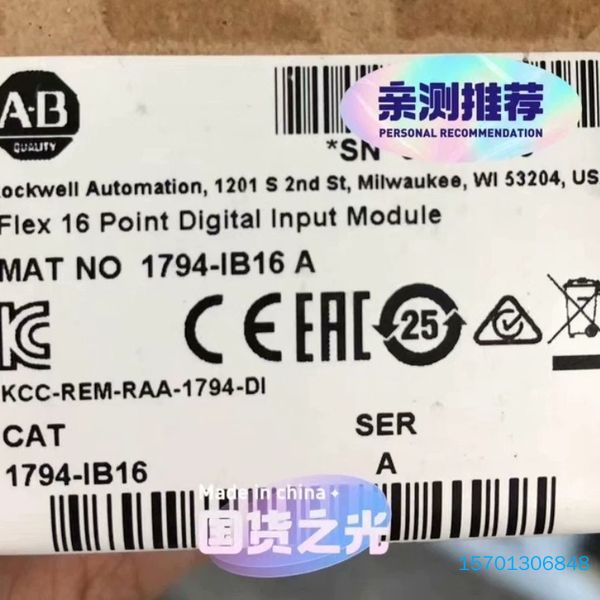 A-B
QUALITY
亲测推荐
PERSONAL RECOMMENDATION
*SN
ockwell Automation, 1201 S 2nd St, Milwaukee, WI 53204, US
Flex 16 Point Digital Input Module
MAT NO 1794-IB16 A
CE EAC 25
KCC-REM-RAA-1794-DI
CAT
SER
1794-IB16
A
Made in china
国货之光
15701306848